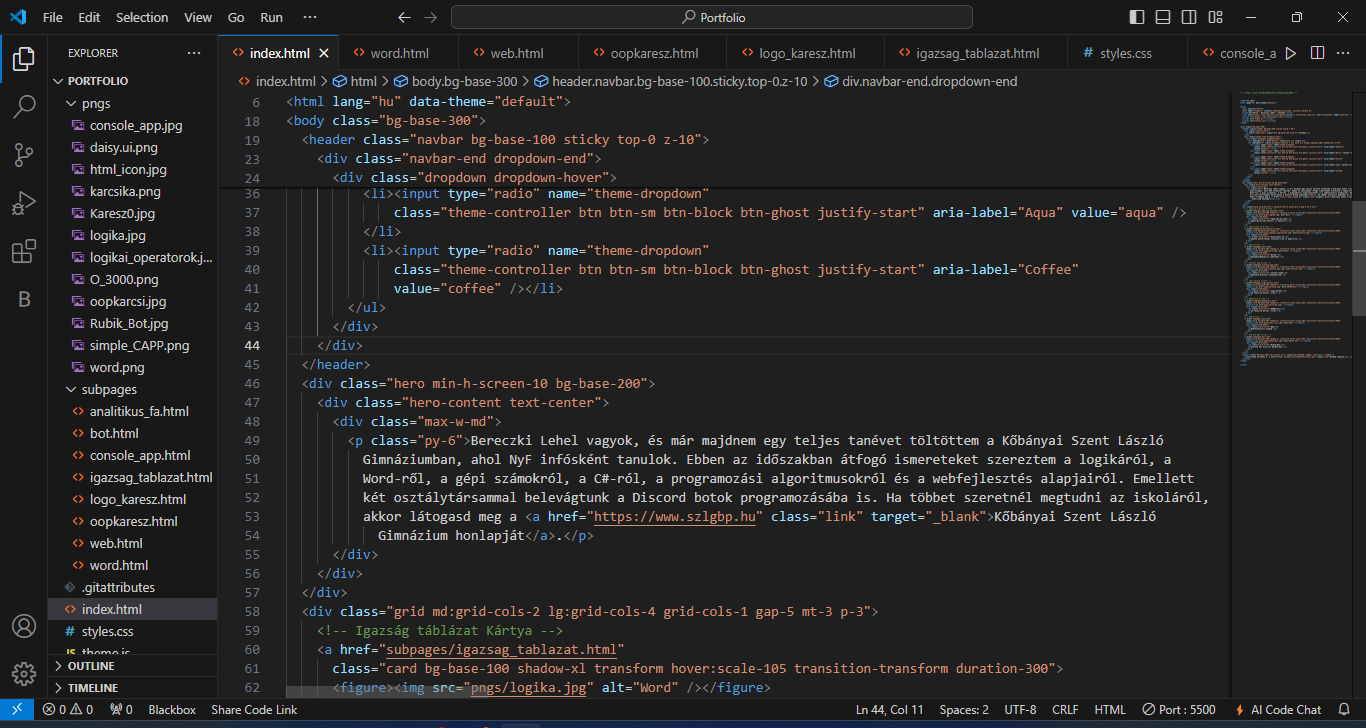 File Edit Selection View Go Run ··· Portfolio
EXPLORER ···
PORTFOLIO
pngs
console_app.jpg
daisy.ui.png
html_icon.jpg
karcsika.png
Karesz0.jpg
logika.jpg
logikai_operatorok.j...
O_3000.png
oopkarcsi.jpg
Rubik_Bot.jpg
simple_CAPP.png
word.png
subpages
analitikus_fa.html
bot.html
console_app.html
igazsag_tablazat.html
logo_karesz.html
oopkaresz.html
web.html
word.html
.gitattributes
index.html
# styles.css
JS theme.js
OUTLINE
TIMELINE
B
index.html word.html web.html oopkaresz.html logo_karesz.html igazsag_tablazat.html # styles.css console_a ···
index.html > html > body.bg-base-300 > header.navbar.bg-base-100.sticky.top-0.z-10 > div.navbar-end.dropdown-end
6 <html lang="hu" data-theme="default">
18 <body class="bg-base-300">
19 <header class="navbar bg-base-100 sticky top-0 z-10">
23 <div class="navbar-end dropdown-end">
24 <div class="dropdown dropdown-hover">
36 <li><input type="radio" name="theme-dropdown"
37 class="theme-controller btn btn-sm btn-block btn-ghost justify-start" aria-label="Aqua" value="aqua" />
38 </li>
39 <li><input type="radio" name="theme-dropdown"
40 class="theme-controller btn btn-sm btn-block btn-ghost justify-start" aria-label="Coffee"
41 value="coffee" /></li>
42 </ul>
43 </div>
44 </div>
45 </header>
46 <div class="hero min-h-screen-10 bg-base-200">
47 <div class="hero-content text-center">
48 <div class="max-w-md">
49 <p class="py-6">Bereczki Lehel vagyok, és már majdnem egy teljes tanévet töltöttem a Kőbányai Szent László
50 Gimnáziumban, ahol NyF infósként tanulok. Ebben az időszakban átfogó ismereteket szereztem a logikáról, a
51 Word-ről, a gépi számokról, a C#-ról, a programozási algoritmusokról és a webfejlesztés alapjairól. Emellett
52 két osztálytársammal belevágtunk a Discord botok programozásába is. Ha többet szeretnél megtudni az iskoláról,
53 akkor látogasd meg a <a href="https://www.szlgbp.hu" class="link" target="_blank">Kőbányai Szent László
54 Gimnázium honlapját</a>.</p>
55 </div>
56 </div>
57 </div>
58 <div class="grid md:grid-cols-2 lg:grid-cols-4 grid-cols-1 gap-5 mt-3 p-3">
59 <!-- Igazság táblázat Kártya -->
60 <a href="subpages/igazsag_tablazat.html"
61 class="card bg-base-100 shadow-xl transform hover:scale-105 transition-transform duration-300">
62 <figure><img src="pngs/logika.jpg" alt="Word" /></figure>
0 0 0 Blackbox Share Code Link Ln 44, Col 11 Spaces: 2 UTF-8 CRLF HTML Port : 5500 AI Code Chat